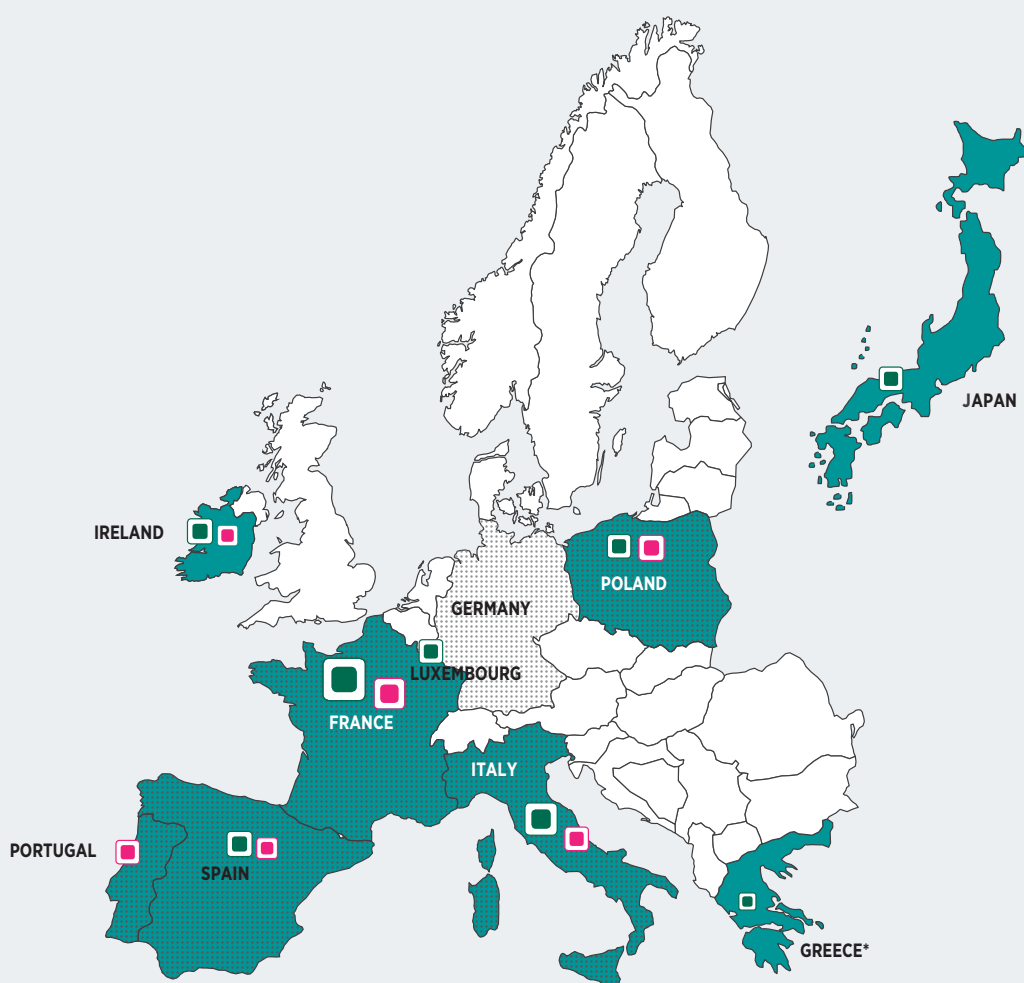 JAPAN
IRELAND
POLAND
GERMANY
LUXEMBOURG
FRANCE
ITALY
PORTUGAL
SPAIN
GREECE*